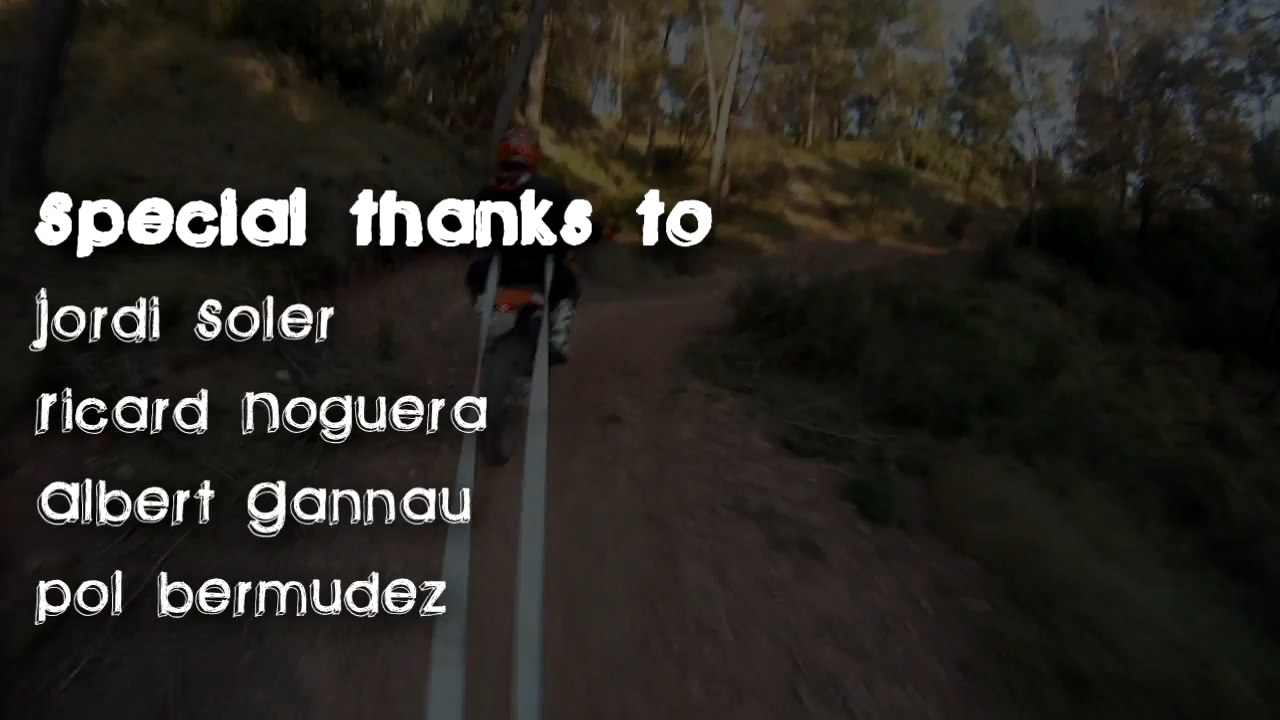 special thanks to
jordi soler
ricard noguera
albert gannau
pol bermudez